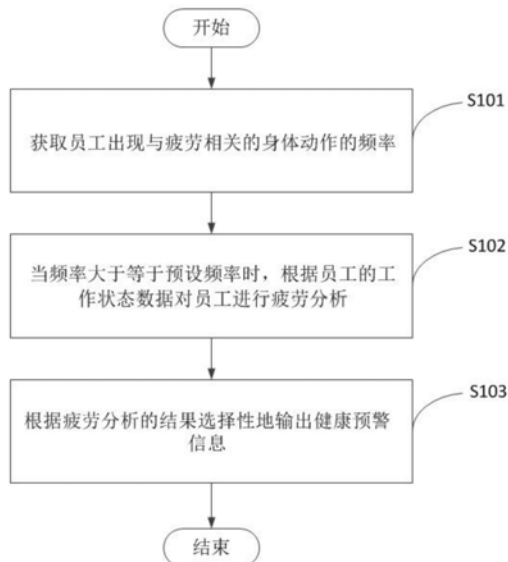 开始
S101
获取员工出现与疲劳相关的身体动作的频率
S102
当频率大于等于预设频率时，根据员工的工
作状态数据对员工进行疲劳分析
S103
根据疲劳分析的结果选择性地输出健康预警
信息
结束